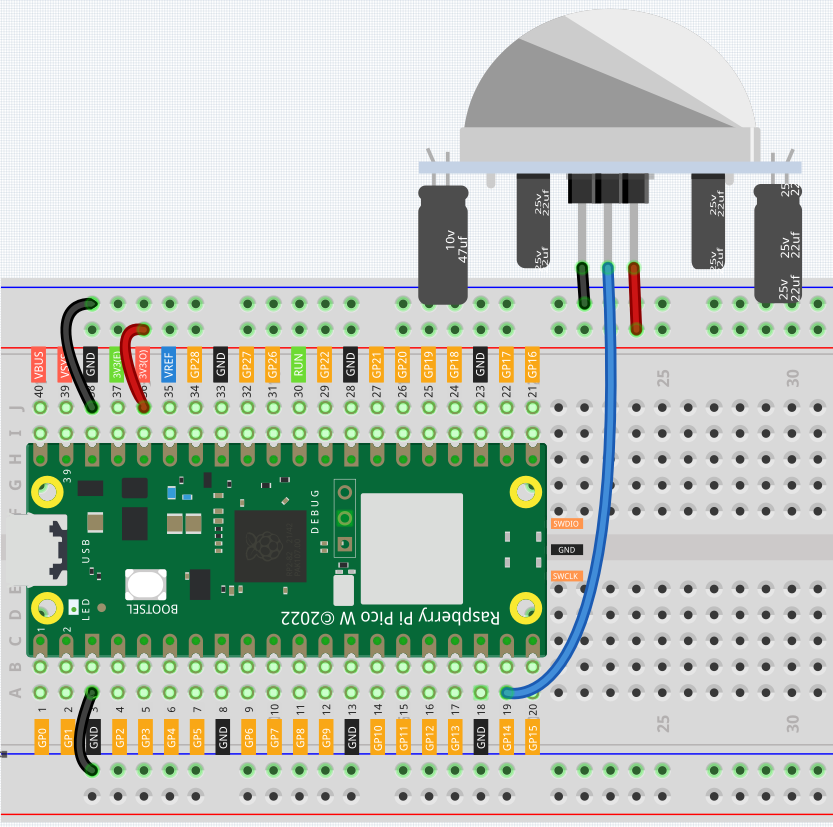 10v
47uf
25v
22uf
25v
22uf
25v
22uf
25v
22uf
25v
22uf
25v
22uf
25v
22uf
VBUS
VSYS
GND
3V3(E)
3V3(O)
VREF
GP28
GND
GP27
GP26
RUN
GP22
GND
GP21
GP20
GP19
GP18
GND
GP17
GP16
40
39
38
37
36
35
34
33
32
31
30
29
28
27
26
25
24
23
22
21
25
30
J
I
H
G
F
E
D
C
B
A
39
USB
DEBUG
BOOTSEL
LED
1
2
Raspberry Pi Pico W ©2022
SWDIO
GND
SWCLK
1
2
3
4
5
6
7
8
9
10
11
12
13
14
15
16
17
18
19
20
15
25
30
GP0
GP1
GND
GP2
GP3
GP4
GP5
GND
GP6
GP7
GP8
GP9
GND
GP10
GP11
GP12
GP13
GND
GP14
GP15